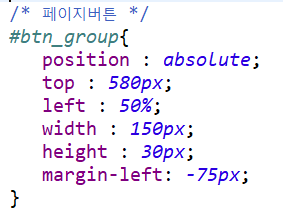 /* 페이지버튼 */
#btn_group{
position : absolute;
top : 580px;
left : 50%;
width : 150px;
height : 30px;
margin-left: -75px;
}